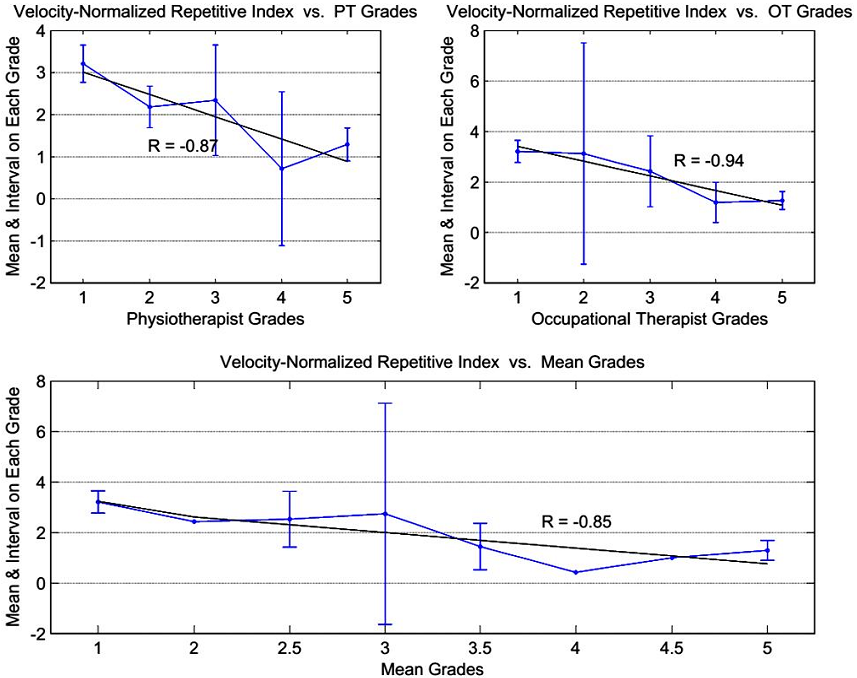 Velocity-Normalized Repetitive Index vs. PT Grades
Mean & Interval on Each Grade
4
3
2
1
0
-1
-2
R = -0.87
1 2 3 4 5
Physiotherapist Grades
Velocity-Normalized Repetitive Index vs. OT Grades
Mean & Interval on Each Grade
8
6
4
2
0
-2
R = -0.94
1 2 3 4 5
Occupational Therapist Grades
Velocity-Normalized Repetitive Index vs. Mean Grades
Mean & Interval on Each Grade
8
6
4
2
0
-2
R = -0.85
1 2 2.5 3 3.5 4 4.5 5
Mean Grades